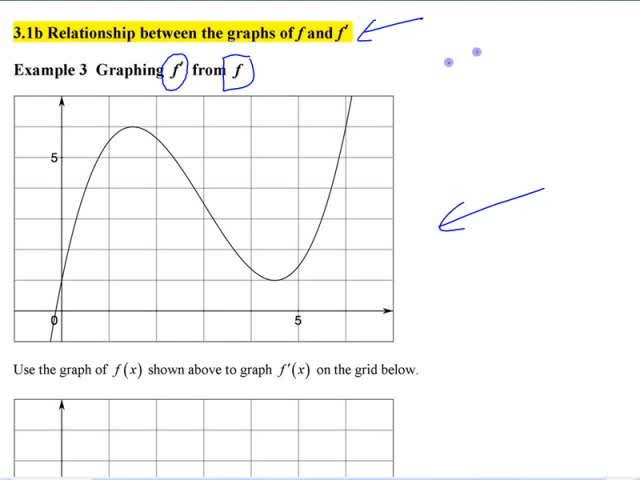 3.1b Relationship between the graphs of f and f'
Example 3 Graphing f' from f
5
0
5
Use the graph of f(x) shown above to graph f'(x) on the grid below.